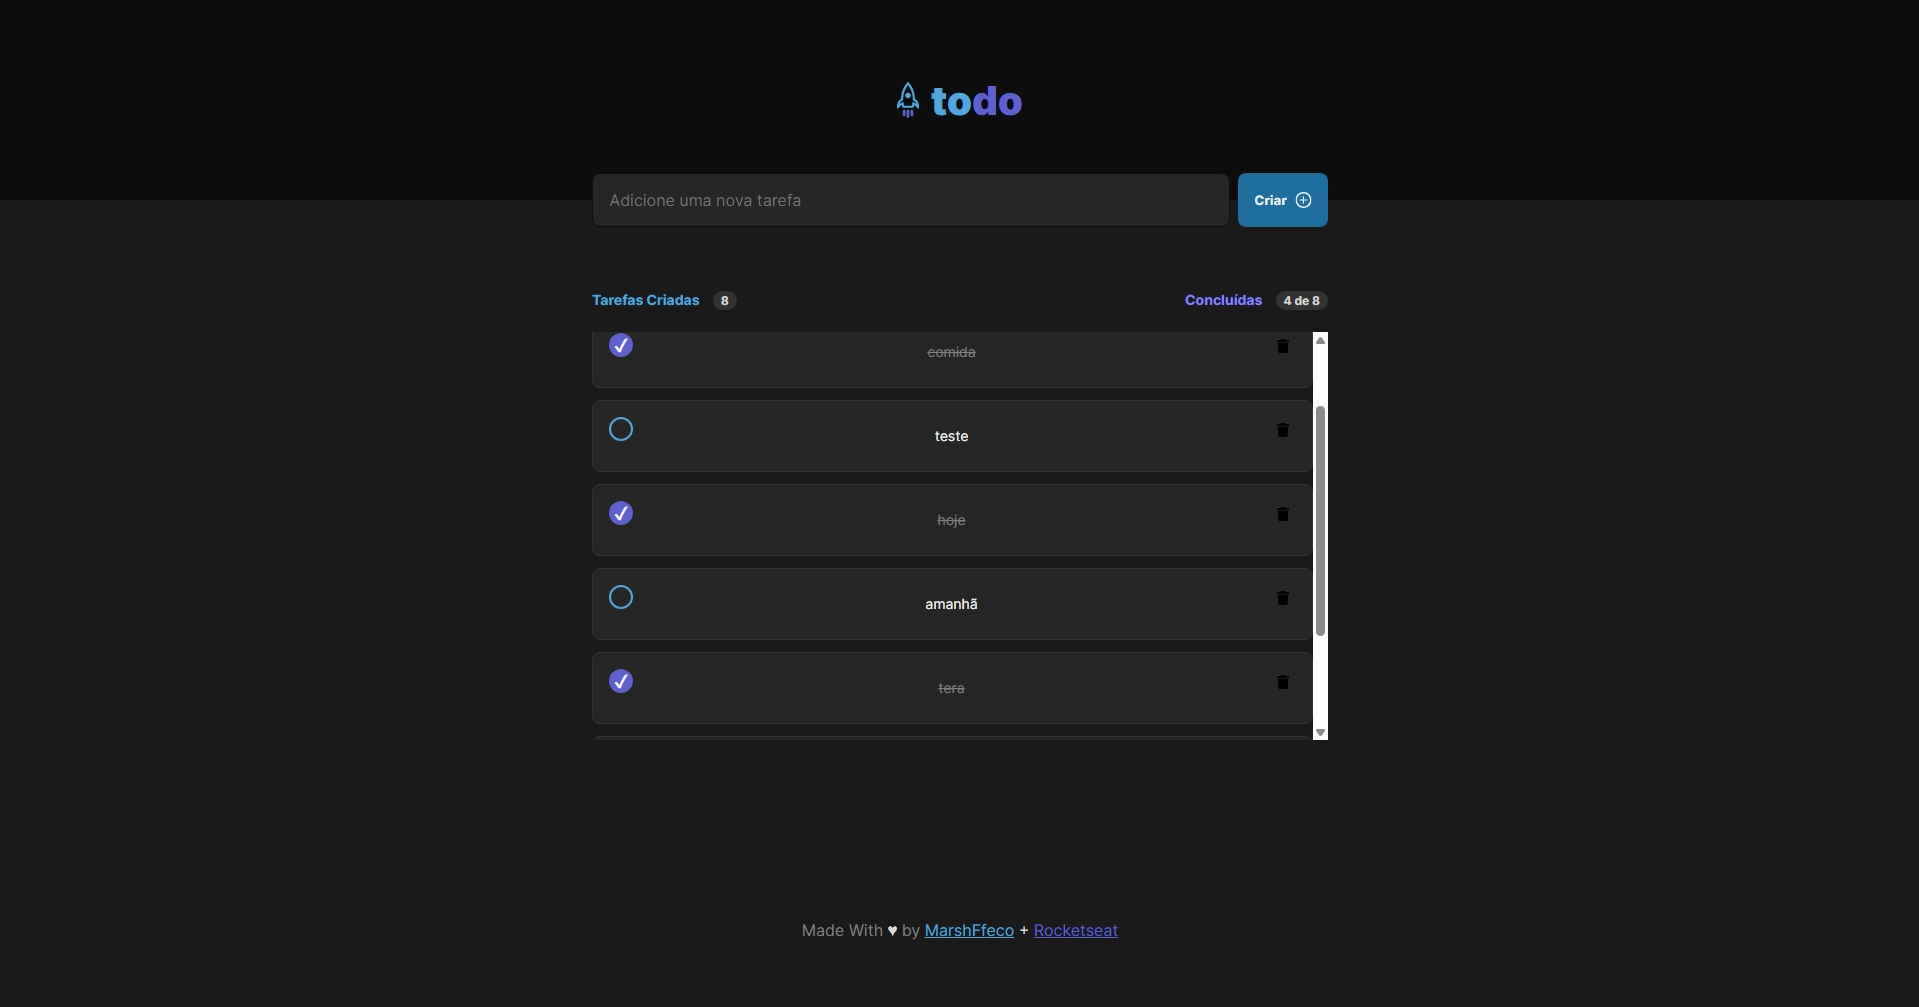 todo
Adicione uma nova tarefa
Criar
Tarefas Criadas 8
Concluídas 4 de 8
comida
teste
hoje
amanhã
tera
Made With ♥ by MarshFfeco + Rocketseat